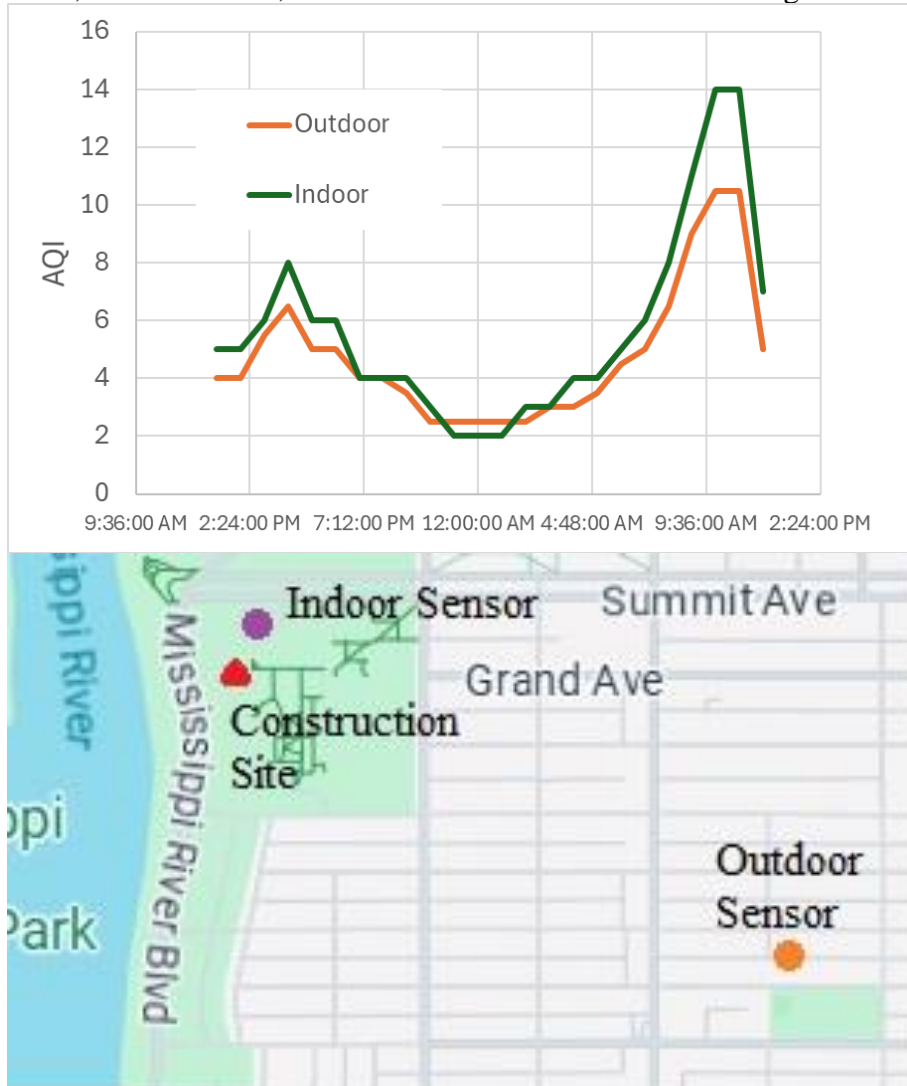 16
14
12
10
8
6
4
2
0
AQI
Outdoor
Indoor
9:36:00 AM 2:24:00 PM 7:12:00 PM 12:00:00 AM 4:48:00 AM 9:36:00 AM 2:24:00 PM
sippi River
Mississippi River Blvd
Indoor Sensor
Summit Ave
Grand Ave
Construction
Site
ppi
Park
Outdoor
Sensor